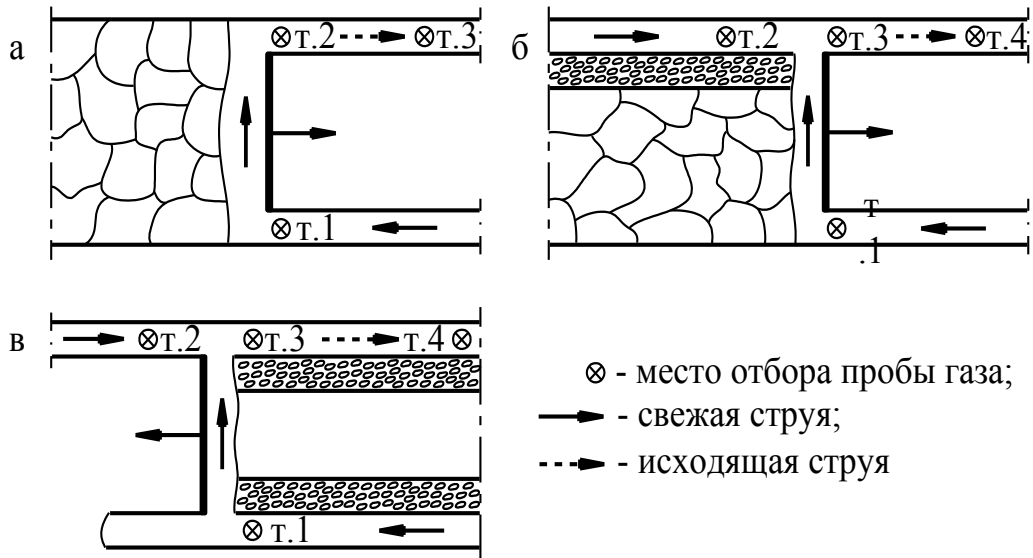 а
т.2
т.3
т.1
б
т.2
т.3
т.4
т
.1
в
т.2
т.3
т.4
т.1
- место отбора пробы газа;
- свежая струя;
- исходящая струя